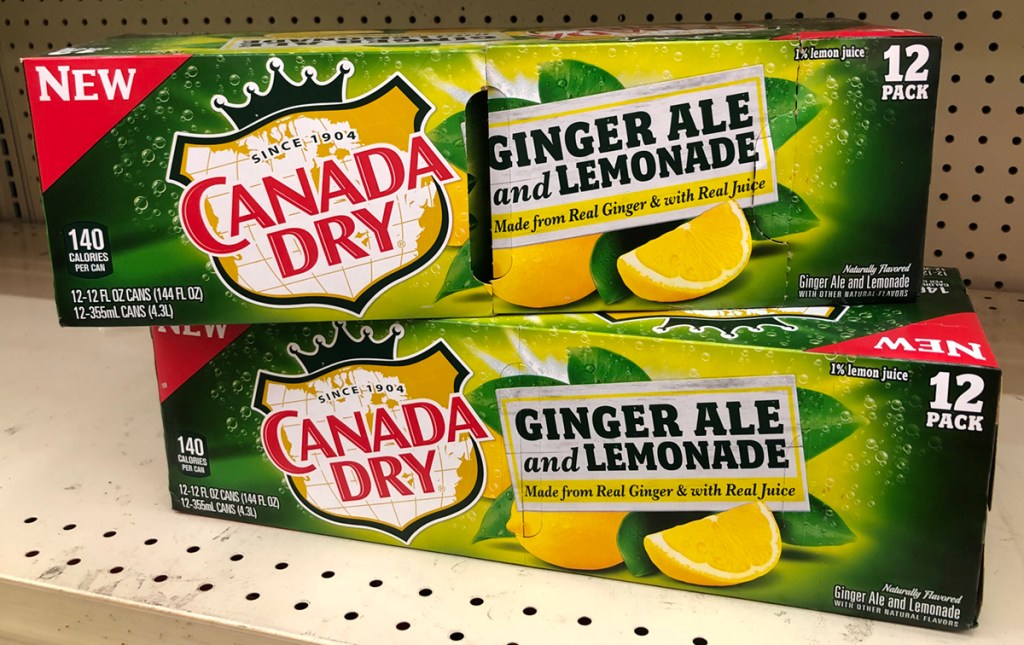 NEW
SINCE 1904
CANADA
DRY
140
CALORIES
PER CAN
12-12 FL OZ CANS (144 FL OZ)
12-355mL CANS (4.3L)
GINGER ALE
and LEMONADE
Made from Real Ginger & with Real Juice
1% lemon juice
12
PACK
Naturally Flavored
Ginger Ale and Lemonade
WITH OTHER NATURAL FLAVORS
NEW
SINCE 1904
CANADA
DRY
140
CALORIES
PER CAN
12-12 FL OZ CANS (144 FL OZ)
12-355mL CANS (4.3L)
GINGER ALE
and LEMONADE
Made from Real Ginger & with Real Juice
NEW
1% lemon juice
12
PACK
Naturally Flavored
Ginger Ale and Lemonade
WITH OTHER NATURAL FLAVORS